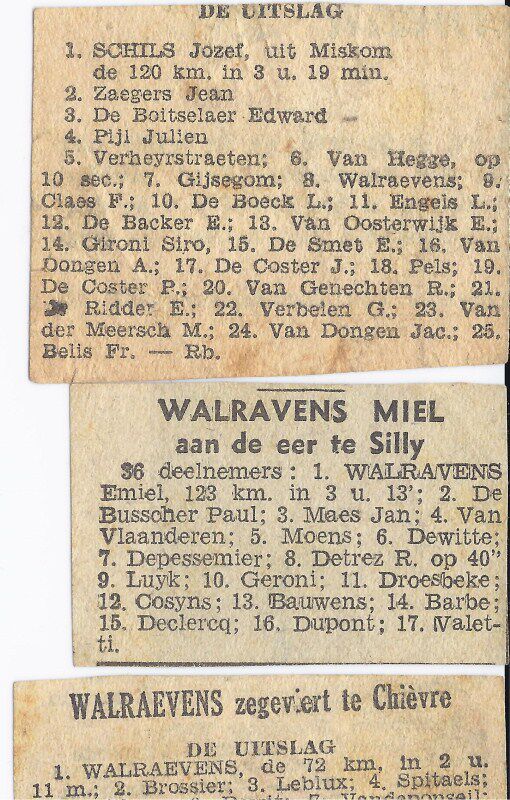 DE UITSLAG
1. SCHILS Jozef, uit Miskom
de 120 km. in 3 u. 19 min.
2. Zaegers Jean
3. De Boitselaer Edward
4. Pijl Julien
5. Verheyrstraeten; 6. Van Hegge, op
10 sec.; 7. Gijsegom; 8. Walraevens; 9.
Claes F.; 10. De Boeck L.; 11. Engels L.;
12. De Backer E.; 13. Van Oosterwijk E.;
14. Gironi Siro, 15. De Smet E.; 16. Van
Dongen A.; 17. De Coster J.; 18. Pels; 19.
De Coster P.; 20. Van Genechten R.; 21.
De Ridder E.; 22. Verbelen G.; 23. Van
der Meersch M.; 24. Van Dongen Jac.; 25.
Belis Fr. — Rb.
WALRAVENS MIEL
aan de eer te Silly
36 deelnemers: 1. WALRAVENS
Emiel, 123 km. in 3 u. 13'; 2. De
Busscher Paul; 3. Maes Jan; 4. Van
Vlaanderen; 5. Moens; 6. Dewitte;
7. Depessemier; 8. Detrez R. op 40"
9. Luyk; 10. Geroni; 11. Droesbeke;
12. Cosyns; 13. Bauwens; 14. Barbe;
15. Declercq; 16. Dupont; 17. Valet-
ti.
WALRAEVENS zegeviert te Chièvre
DE UITSLAG
1. WALRAEVENS, de 72 km. in 2 u.
11 m.; 2. Brossier; 3. Leblux; 4. Spitaels;